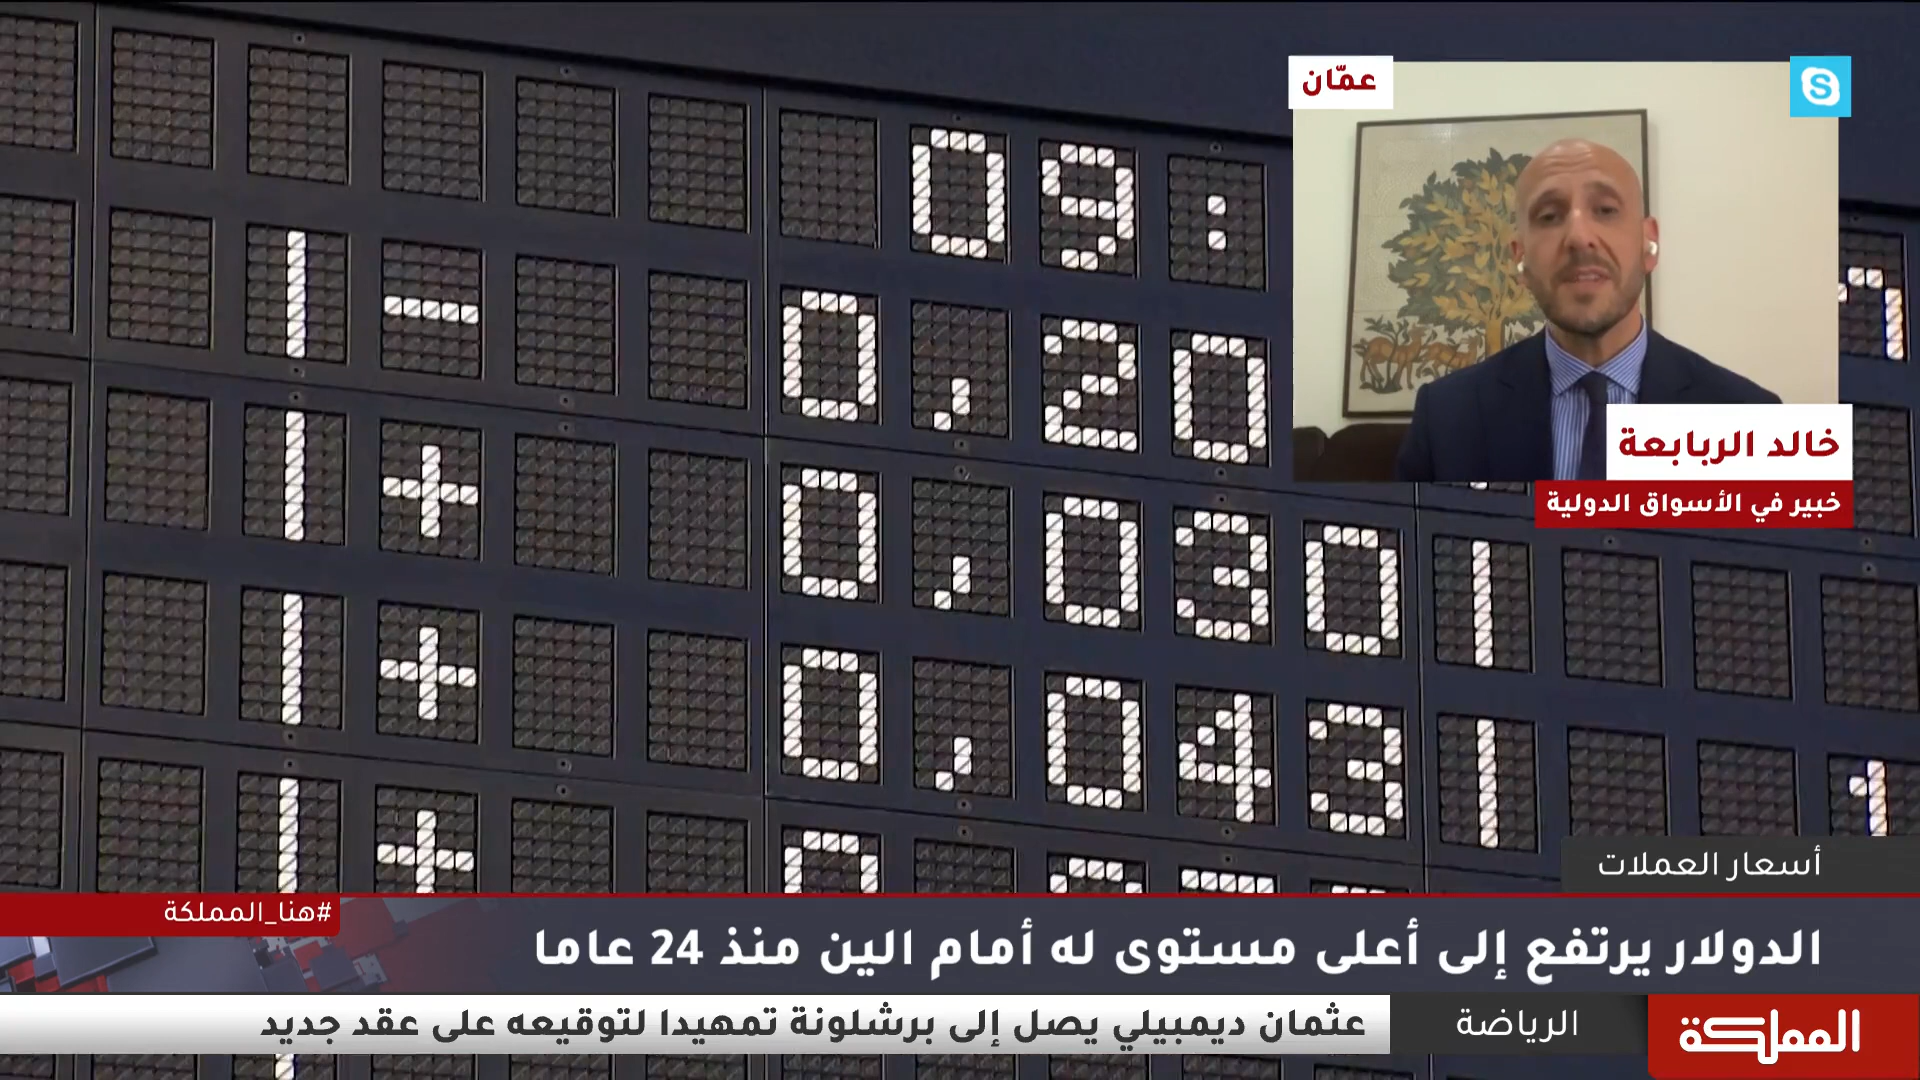 عمّان
S
09:
| - 0,20
| + 0,030 |
| + 0,043 | 1
| +
خالد الربابعة
خبير في الأسواق الدولية
أسعار العملات
#هنا_المملكة
الدولار يرتفع إلى أعلى مستوى له أمام الين منذ 24 عاما
المملكة
الرياضة
عثمان ديمبيلي يصل إلى برشلونة تمهيدا لتوقيعه على عقد جديد